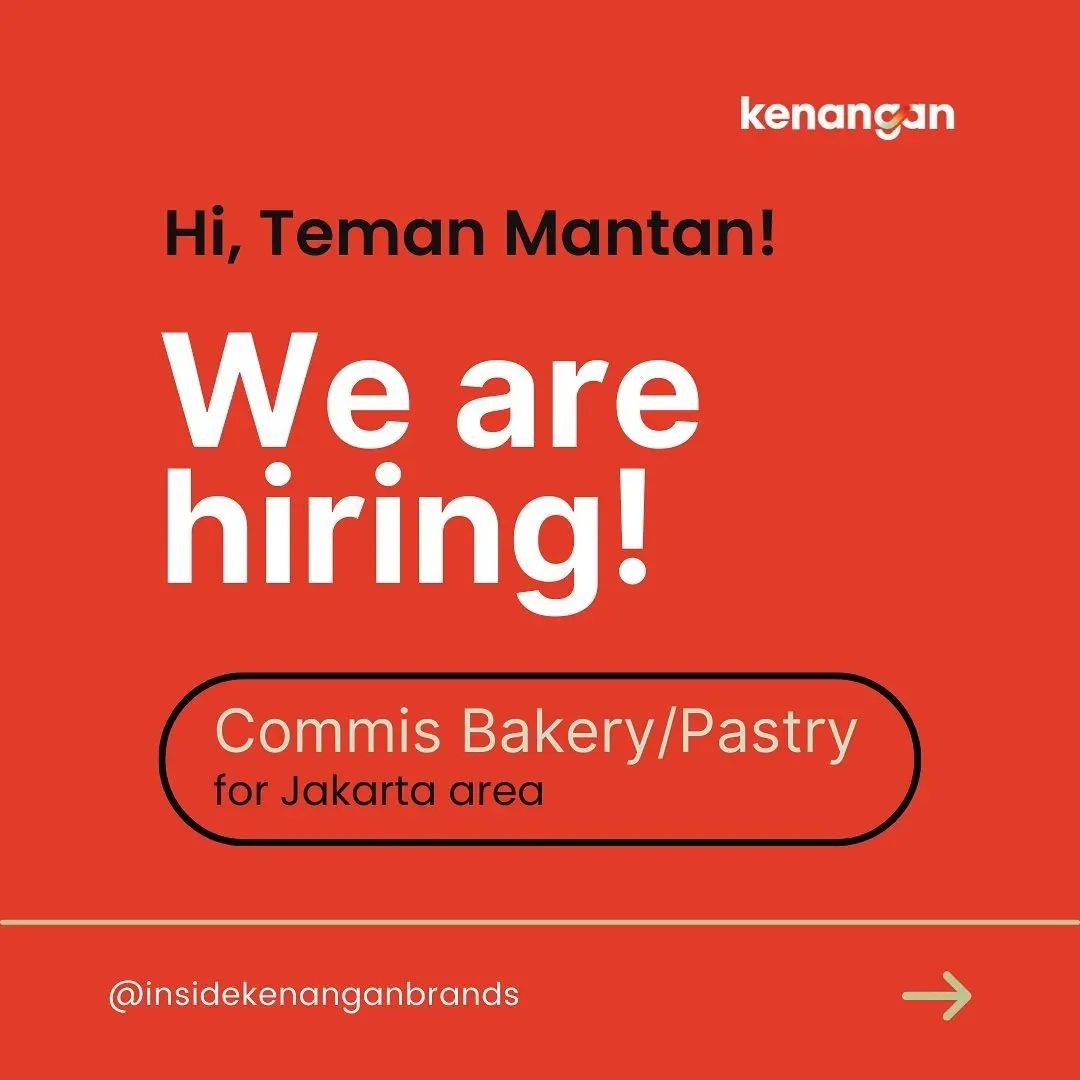 kenangan
Hi, Teman Mantan!
We are
hiring!
Commis Bakery/Pastry
for Jakarta area
@insidekenanganbrands